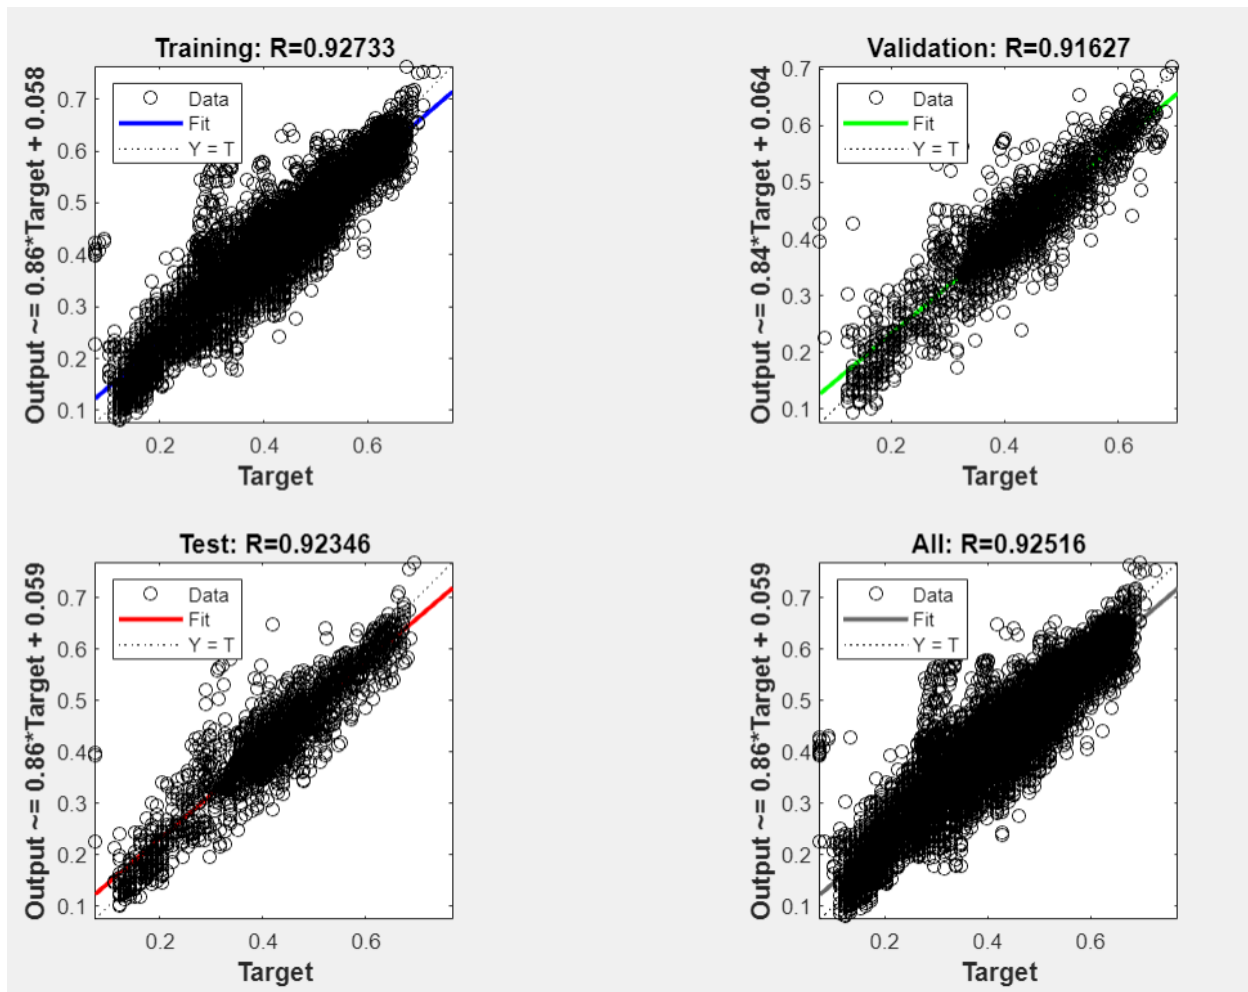 Training: R=0.92733
Output ~= 0.86*Target + 0.058
Data
Fit
Y = T
0.7
0.6
0.5
0.4
0.3
0.2
0.1
0.2 0.4 0.6
Target
Validation: R=0.91627
Output ~= 0.84*Target + 0.064
Data
Fit
Y = T
0.7
0.6
0.5
0.4
0.3
0.2
0.1
0.2 0.4 0.6
Target
Test: R=0.92346
Output ~= 0.86*Target + 0.059
Data
Fit
Y = T
0.7
0.6
0.5
0.4
0.3
0.2
0.1
0.2 0.4 0.6
Target
All: R=0.92516
Output ~= 0.86*Target + 0.059
Data
Fit
Y = T
0.7
0.6
0.5
0.4
0.3
0.2
0.1
0.2 0.4 0.6
Target